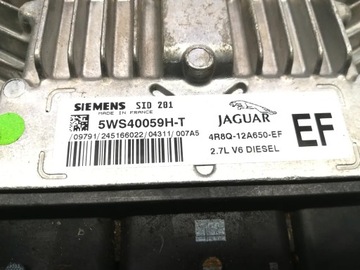 SIEMENS SID 201
MADE IN FRANCE
5WS40059H-T
/09791/245166022/04311/007A5
JAGUAR
4R8Q-12A650-EF
2.7L V6 DIESEL
EF